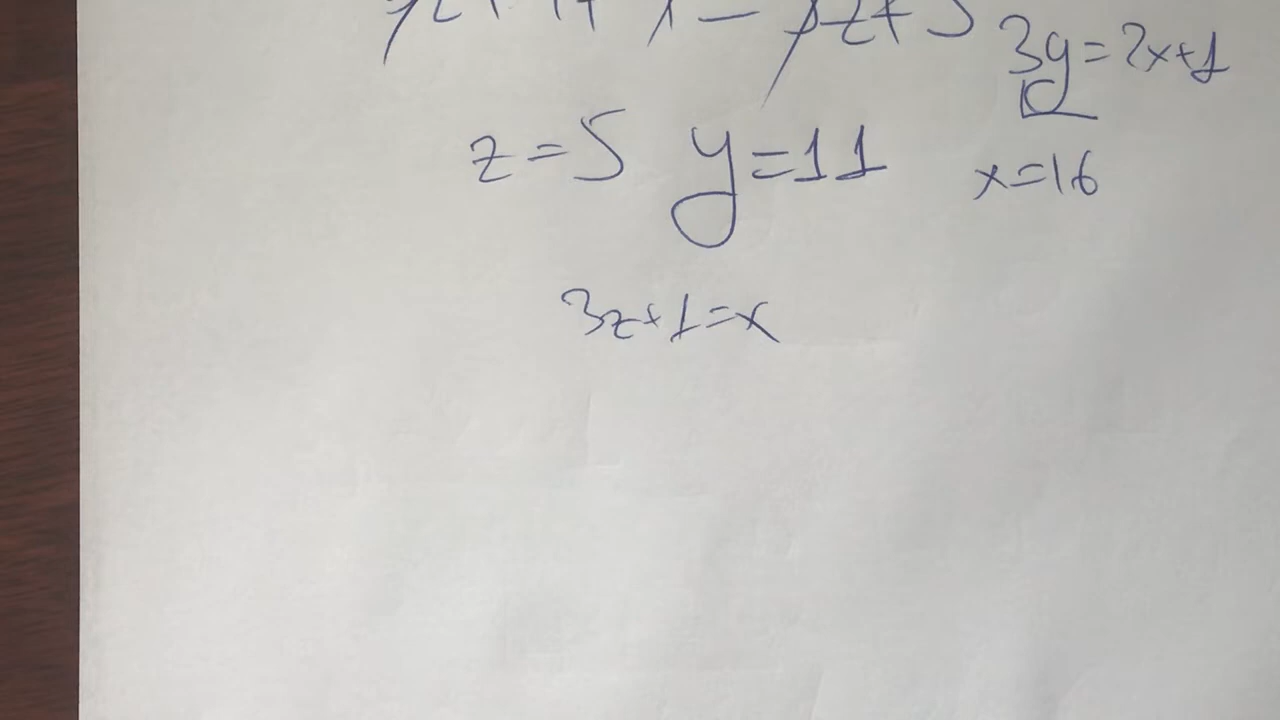 3y=2x+1
z=5 y=11 x=16
3z+1=x